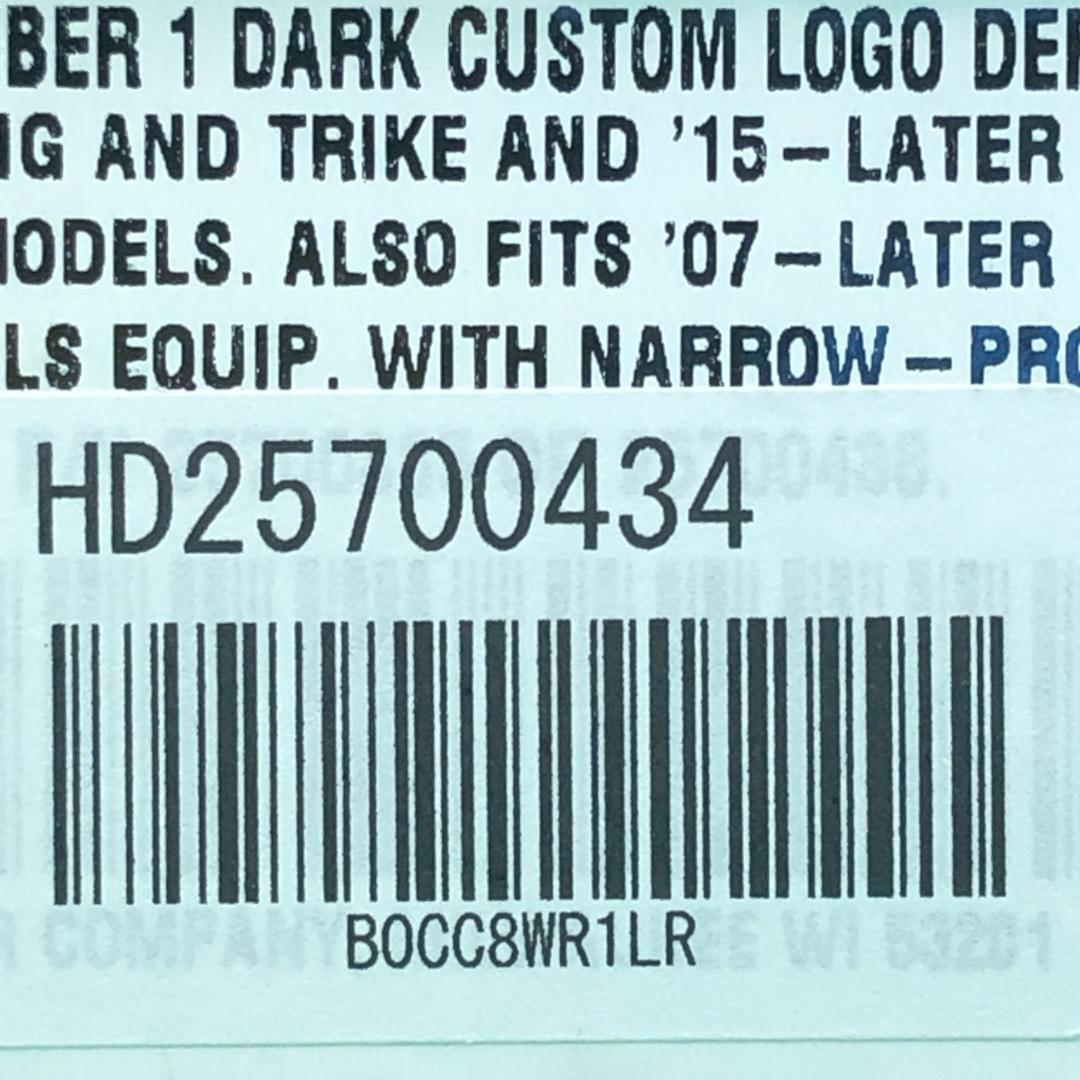 BER 1 DARK CUSTOM LOGO DE
IG AND TRIKE AND '15-LATER
ODELS. ALSO FITS '07-LATER
LS EQUIP. WITH NARROW-PRO
HD25700434
B0CC8WR1LR